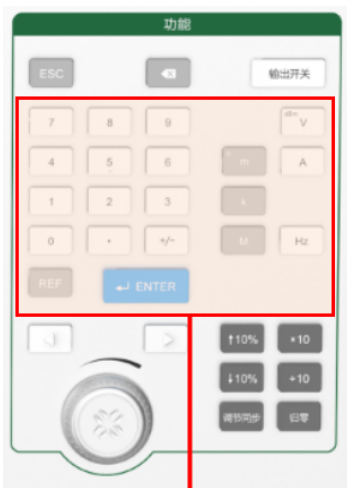 功能
ESC 输出开关
7 8 9 dBm V
4 5 6 m A
1 2 3 k
0 · +/− M Hz
REF ↵ ENTER
↑10% ×10
↓10% ÷10
调节同步 归零